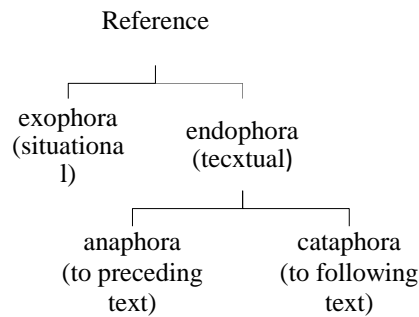 Reference
exophora
(situationa
l)
endophora
(tecxtual)
anaphora
(to preceding
text)
cataphora
(to following
text)